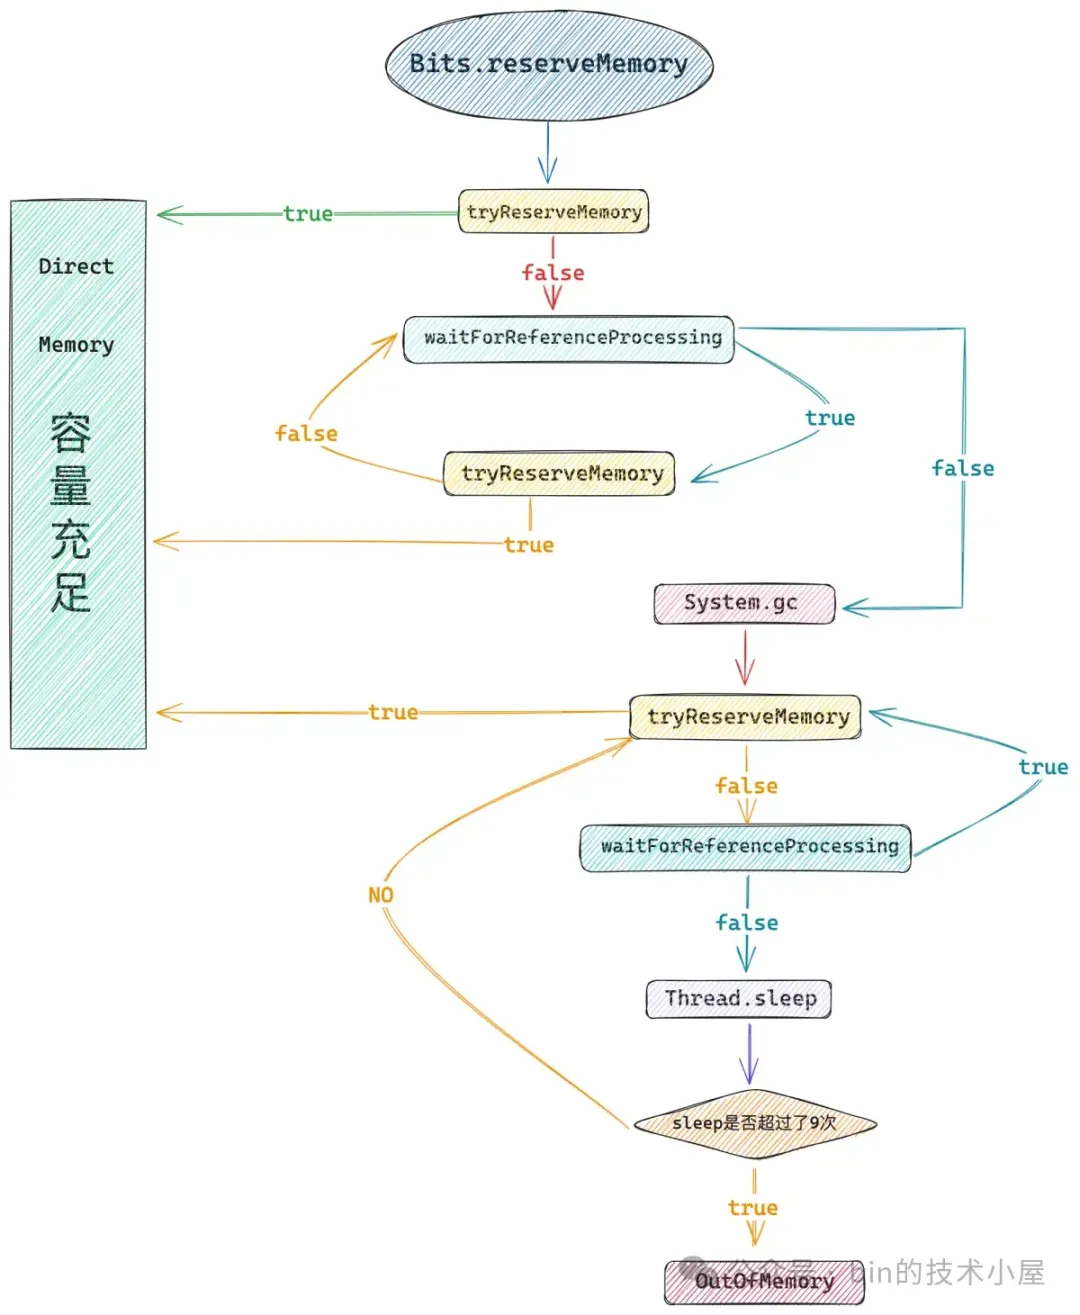 Bits.reserveMemory
tryReserveMemory
true
false
Direct
Memory
容
量
充
足
waitForReferenceProcessing
true
false
tryReserveMemory
false
true
System.gc
tryReserveMemory
true
false
true
waitForReferenceProcessing
false
NO
Thread.sleep
sleep是否超过了9次
true
OutOfMemory
公众号 · bin的技术小屋